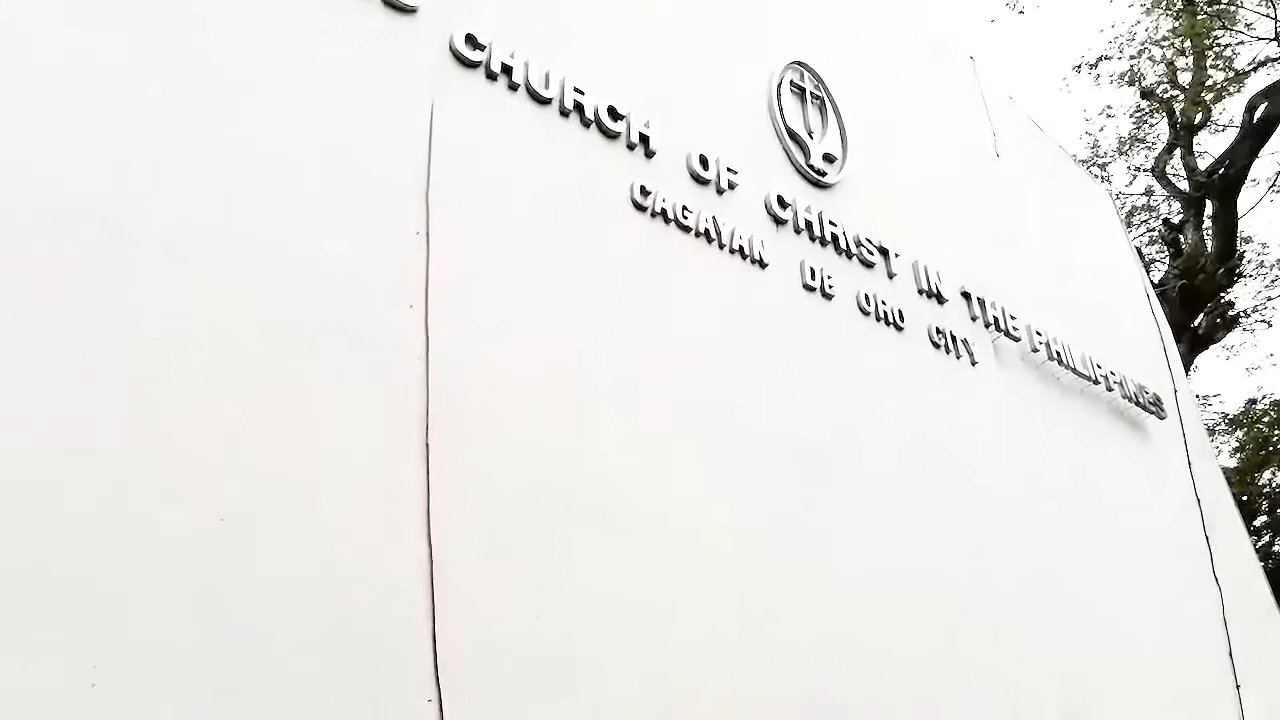 CHURCH OF CHRIST IN THE PHILIPPINES
CAGAYAN DE ORO CITY